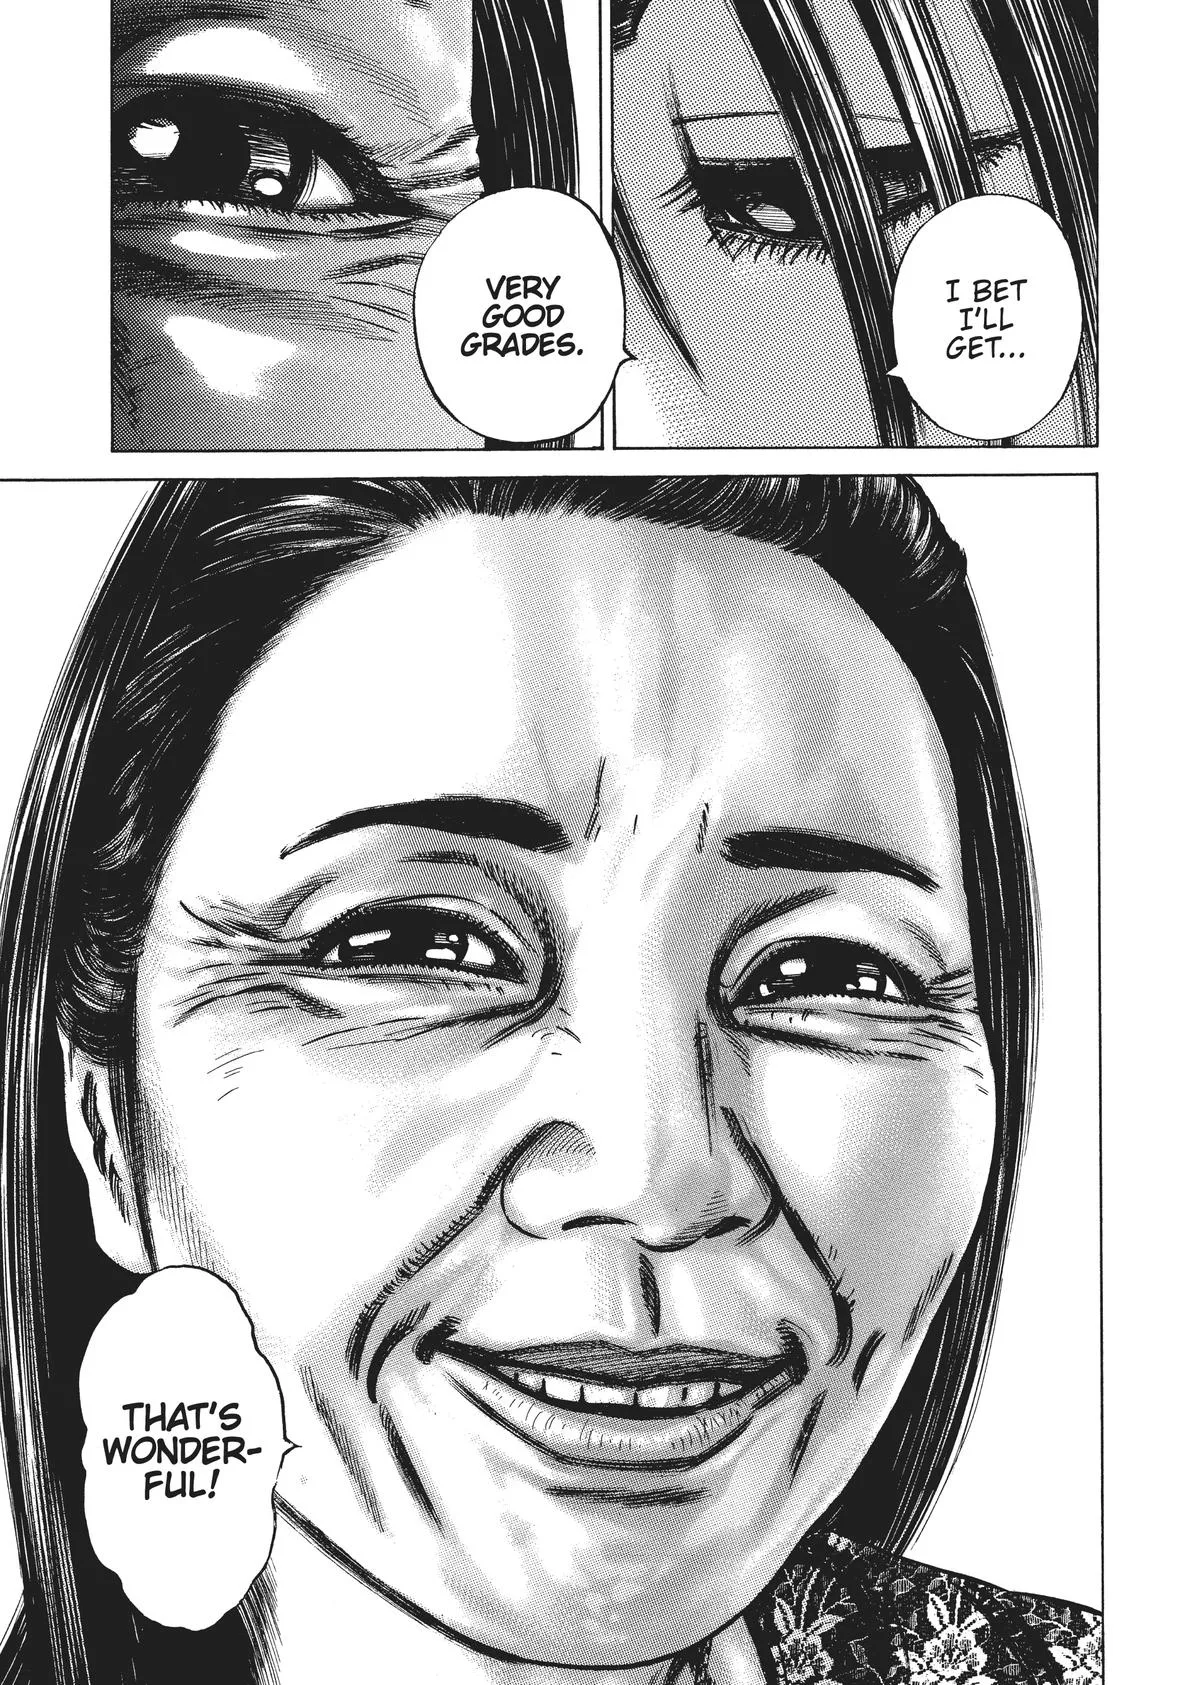 I BET
I'LL
GET...
VERY
GOOD
GRADES.
THAT'S
WONDER-
FUL!